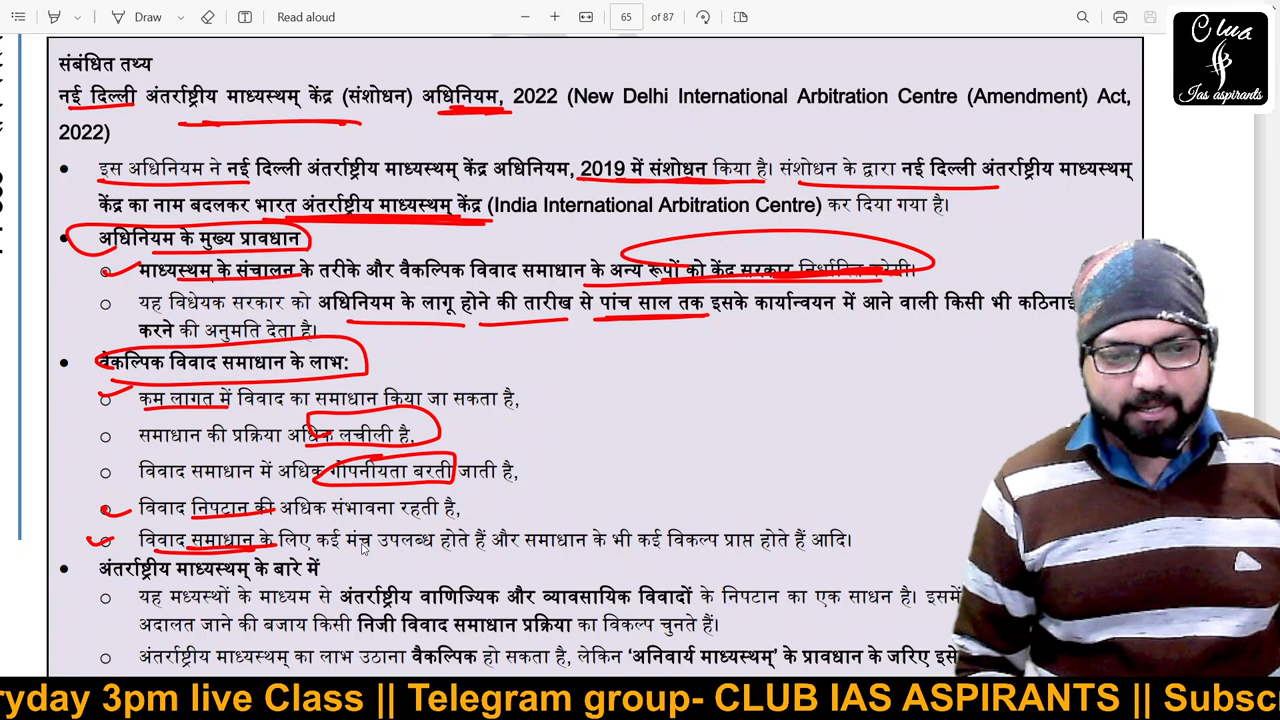 Draw
Read aloud
65 of 87
Clua
Ias aspirants
संबंधित तथ्य
नई दिल्ली अंतर्राष्ट्रीय माध्यस्थम् केंद्र (संशोधन) अधिनियम, 2022 (New Delhi International Arbitration Centre (Amendment) Act,
2022)
इस अधिनियम ने नई दिल्ली अंतर्राष्ट्रीय माध्यस्थम् केंद्र अधिनियम, 2019 में संशोधन किया है। संशोधन के द्वारा नई दिल्ली अंतर्राष्ट्रीय माध्यस्थम्
केंद्र का नाम बदलकर भारत अंतर्राष्ट्रीय माध्यस्थम् केंद्र (India International Arbitration Centre) कर दिया गया है।
अधिनियम के मुख्य प्रावधान
माध्यस्थम् के संचालन के तरीके और वैकल्पिक विवाद समाधान के अन्य रूपों को केंद्र सरकार निर्धारित करेगी।
यह विधेयक सरकार को अधिनियम के लागू होने की तारीख से पांच साल तक इसके कार्यान्वयन में आने वाली किसी भी कठिनाई
करने की अनुमति देता है।
वैकल्पिक विवाद समाधान के लाभ:
कम लागत में विवाद का समाधान किया जा सकता है,
समाधान की प्रक्रिया अधिक लचीली है,
विवाद समाधान में अधिक गोपनीयता बरती जाती है,
विवाद निपटान की अधिक संभावना रहती है,
विवाद समाधान के लिए कई मंच उपलब्ध होते हैं और समाधान के भी कई विकल्प प्राप्त होते हैं आदि।
अंतर्राष्ट्रीय माध्यस्थम् के बारे में
यह मध्यस्थों के माध्यम से अंतर्राष्ट्रीय वाणिज्यिक और व्यावसायिक विवादों के निपटान का एक साधन है। इसमें
अदालत जाने की बजाय किसी निजी विवाद समाधान प्रक्रिया का विकल्प चुनते हैं।
अंतर्राष्ट्रीय माध्यस्थम् का लाभ उठाना वैकल्पिक हो सकता है, लेकिन 'अनिवार्य माध्यस्थम्' के प्रावधान के जरिए इसे
ryday 3pm live Class || Telegram group- CLUB IAS ASPIRANTS || Subsc